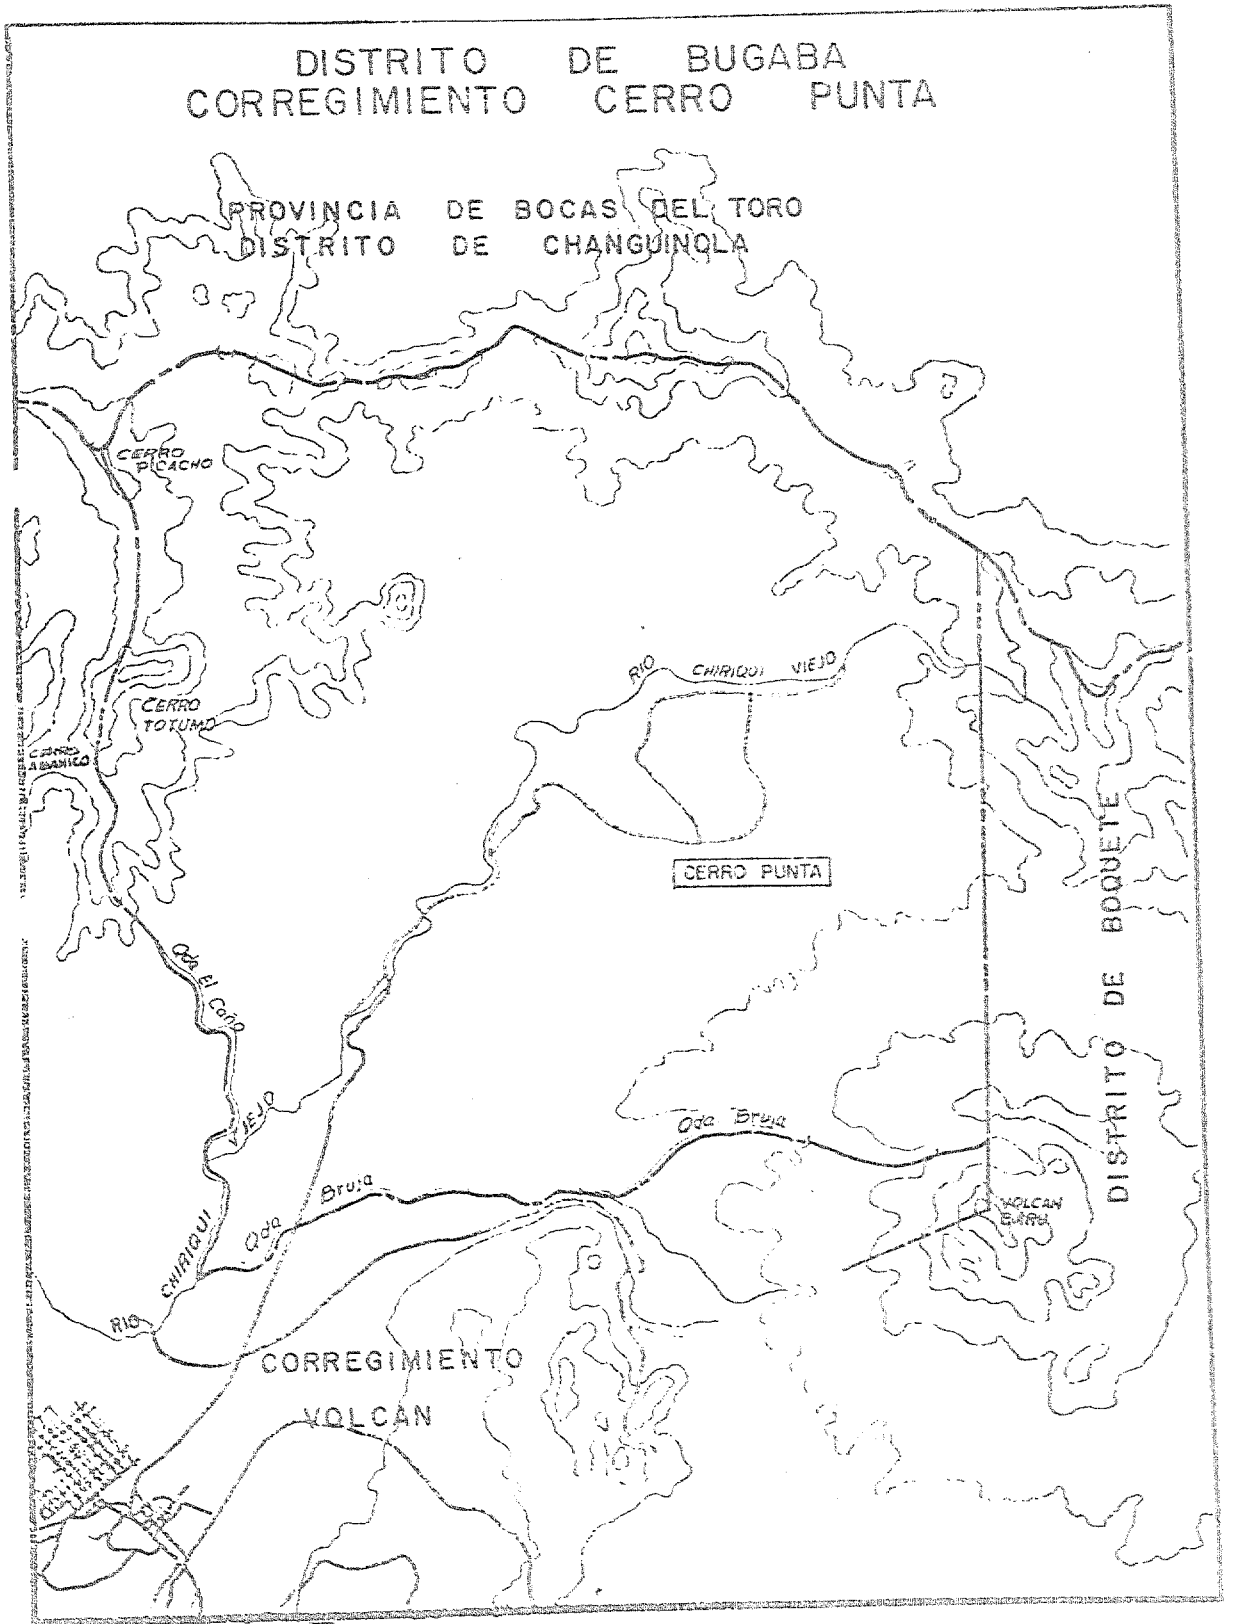 DISTRITO DE BUGABA
CORREGIMIENTO CERRO PUNTA
PROVINCIA DE BOCAS DEL TORO
DISTRITO DE CHANGUINOLA
CERRO
PICACHO
RIO CHIRIQUI VIEJO
CERRO
TOTUMO
CERRO
CERRO PUNTA
DISTRITO DE BOQUETE
Qda El Caño
VIEJO
Qda Bruja
Qda Bruja
VOLCAN
BARU
CHIRIQUI
RIO
CORREGIMIENTO
VOLCAN